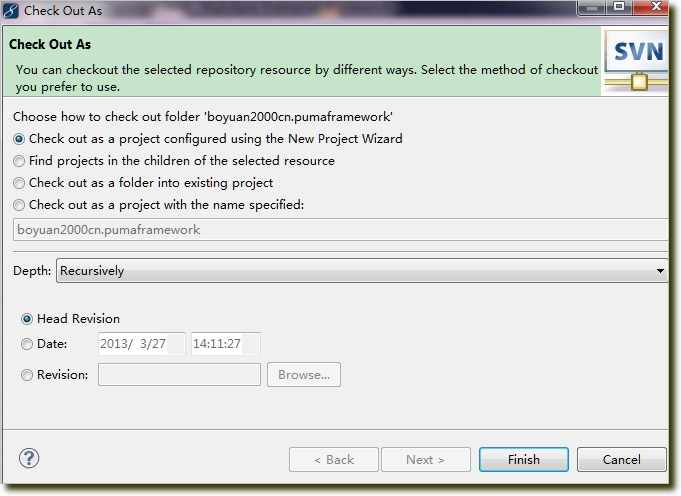 Check Out As
Check Out As
You can checkout the selected repository resource by different ways. Select the method of checkout
you prefer to use.
SVN
Choose how to check out folder 'boyuan2000cn.pumaframework'
Check out as a project configured using the New Project Wizard
Find projects in the children of the selected resource
Check out as a folder into existing project
Check out as a project with the name specified:
boyuan2000cn.pumaframework
Depth: Recursively
Head Revision
Date: 2013/ 3/27 14:11:27
Revision: Browse...
? < Back Next > Finish Cancel